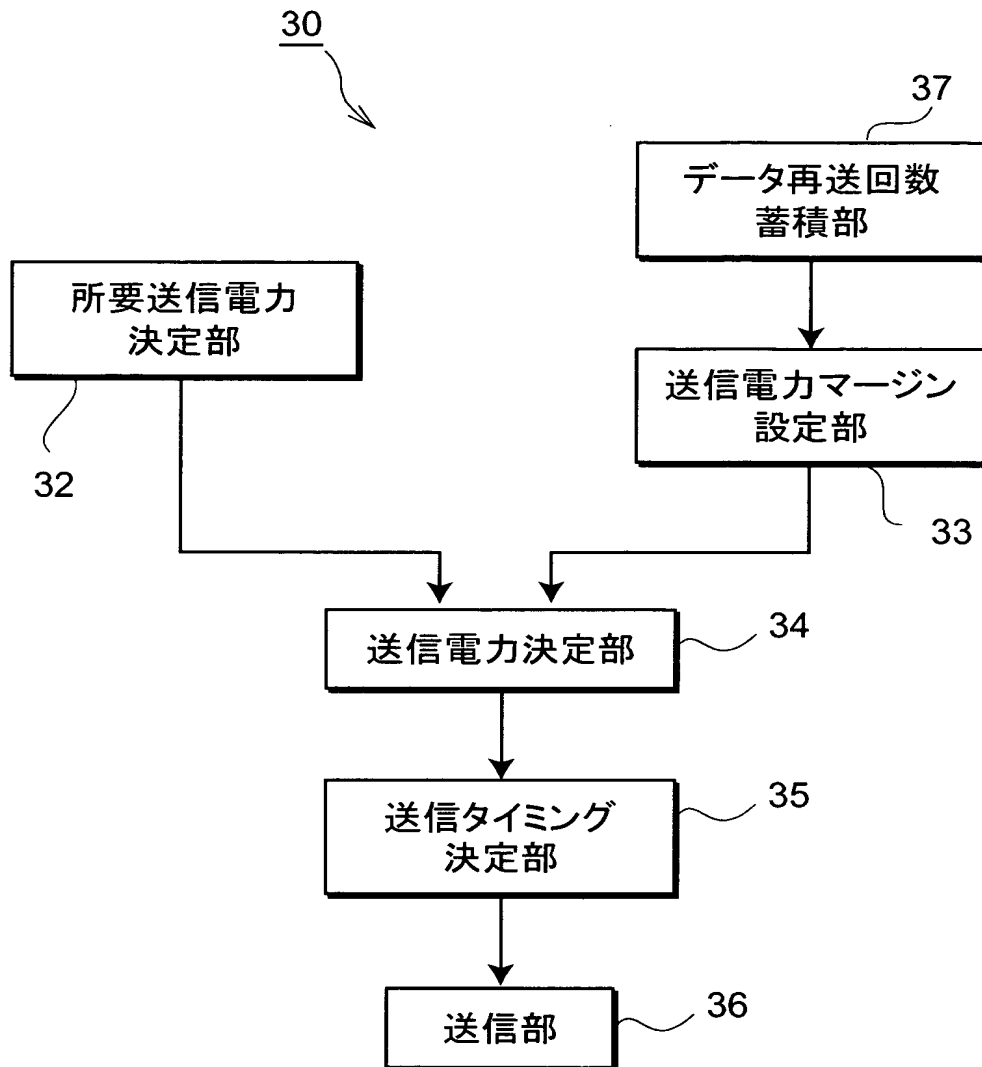 30
37
データ再送回数
蓄積部
所要送信電力
決定部
送信電力マージン
設定部
32
33
送信電力決定部
34
送信タイミング
決定部
35
送信部
36